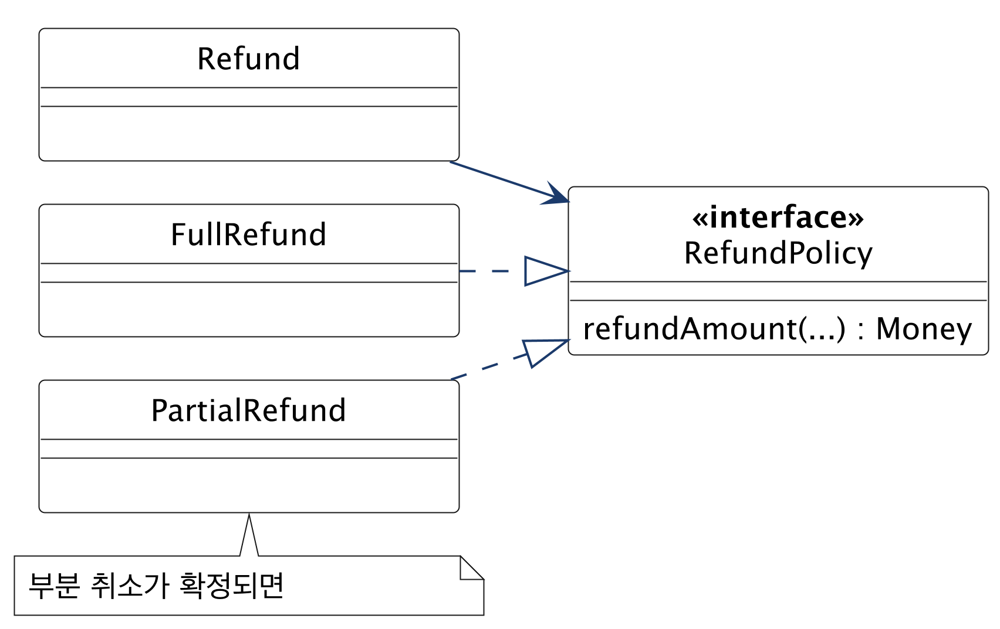 Refund
FullRefund
«interface»
RefundPolicy
refundAmount(...) : Money
PartialRefund
부분 취소가 확정되면